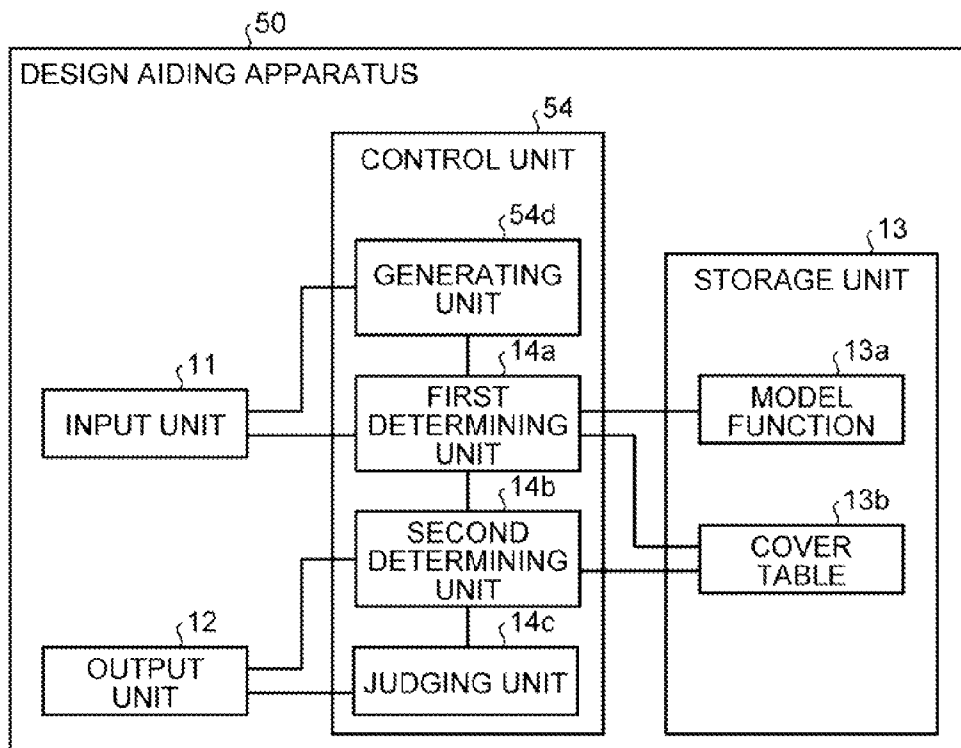 50
DESIGN AIDING APPARATUS
54
CONTROL UNIT
54d
GENERATING
UNIT
13
STORAGE UNIT
11
INPUT UNIT
14a
FIRST
DETERMINING
UNIT
13a
MODEL
FUNCTION
14b
SECOND
DETERMINING
UNIT
13b
COVER
TABLE
12
OUTPUT
UNIT
14c
JUDGING UNIT